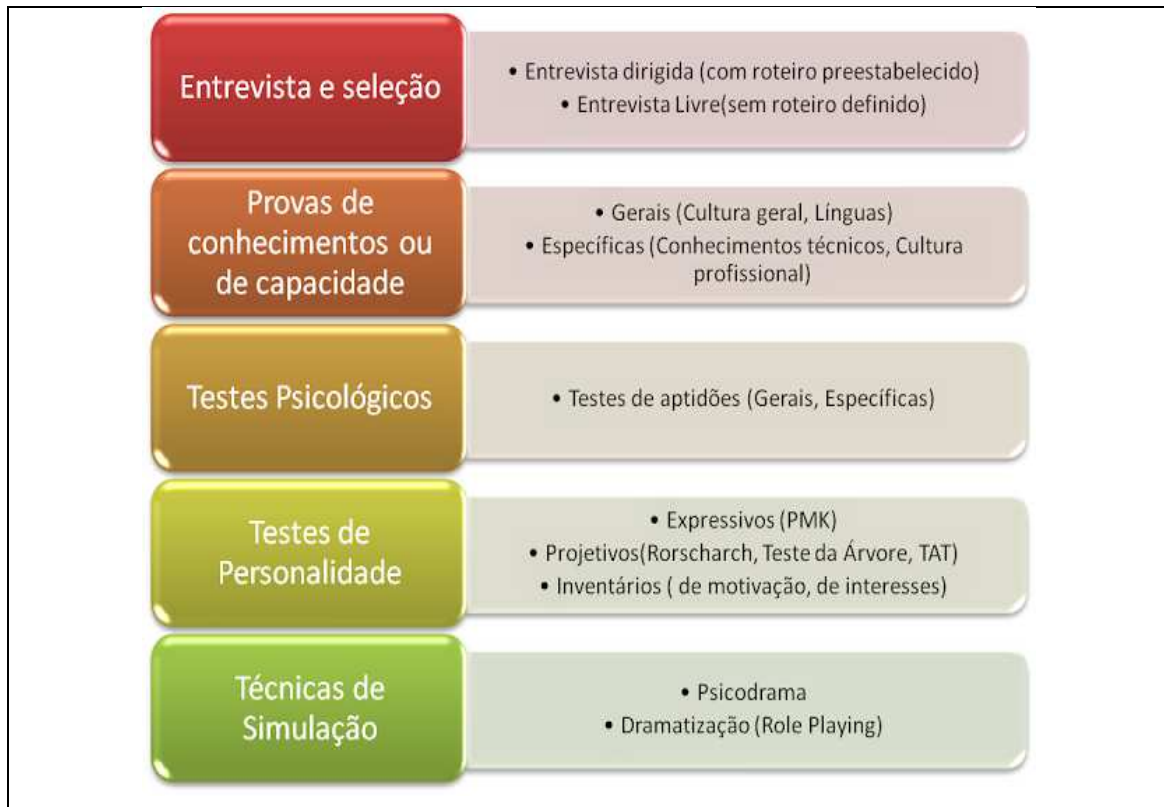 Entrevista e seleção
• Entrevista dirigida (com roteiro preestabelecido)
• Entrevista Livre(sem roteiro definido)
Provas de
conhecimentos ou
de capacidade
• Gerais (Cultura geral, Línguas)
• Específicas (Conhecimentos técnicos, Cultura
profissional)
Testes Psicológicos
• Testes de aptidões (Gerais, Específicas)
Testes de
Personalidade
• Expressivos (PMK)
• Projetivos(Rorscharch, Teste da Árvore, TAT)
• Inventários ( de motivação, de interesses)
Técnicas de
Simulação
• Psicodrama
• Dramatização (Role Playing)